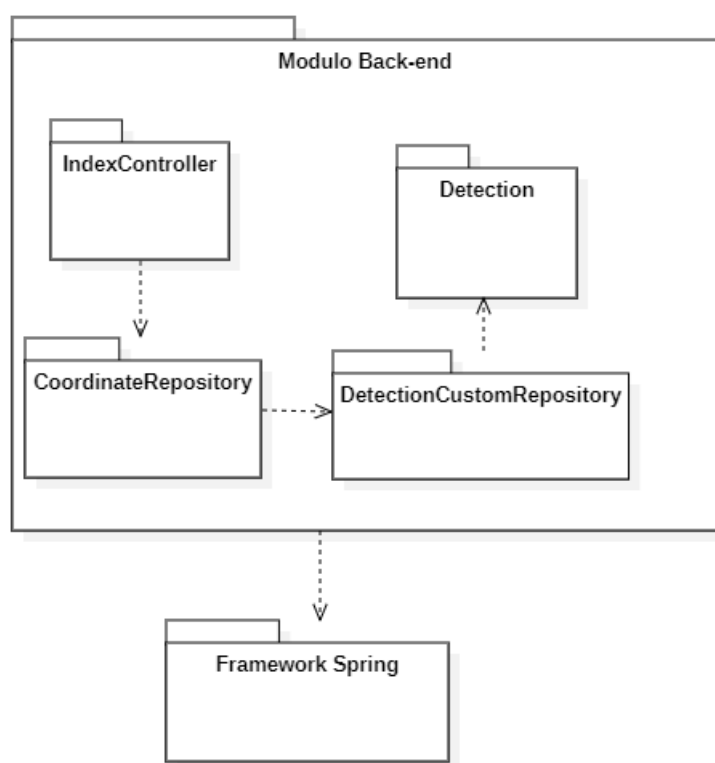 Modulo Back-end
IndexController
Detection
CoordinateRepository
DetectionCustomRepository
Framework Spring